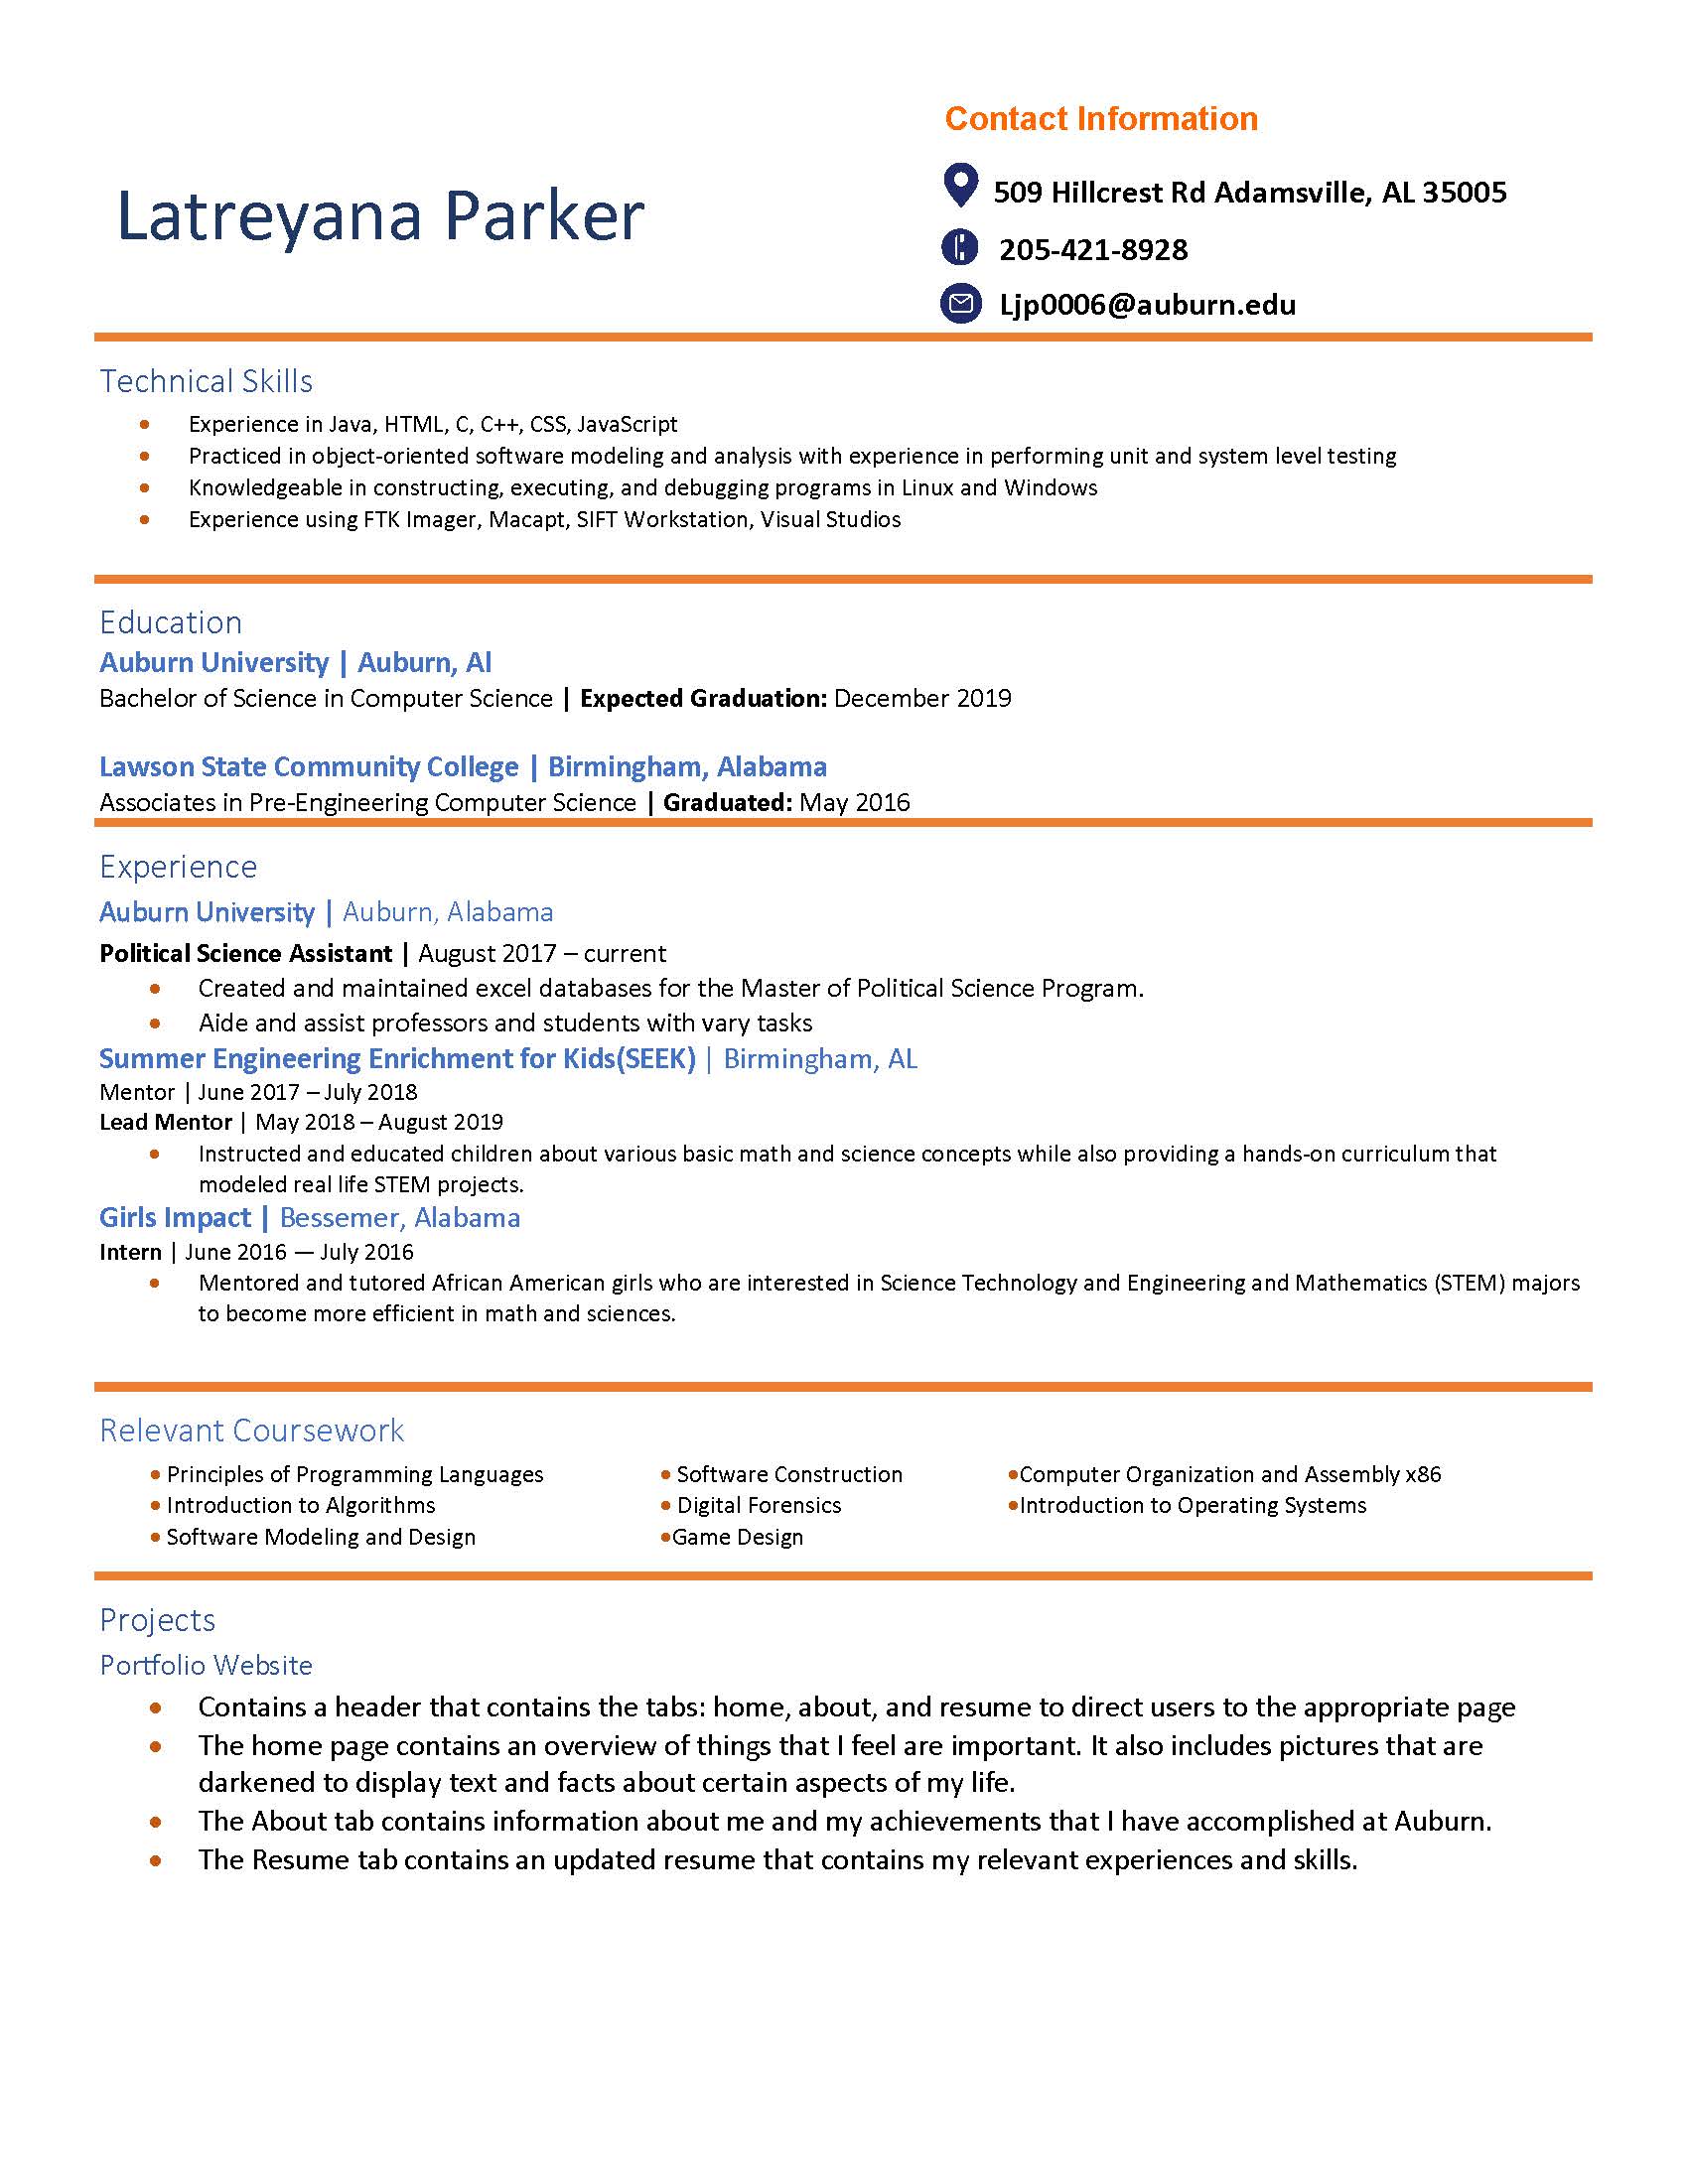 Latreyana Parker
Contact Information
509 Hillcrest Rd Adamsville, AL 35005
205-421-8928
Ljp0006@auburn.edu
Technical Skills
• Experience in Java, HTML, C, C++, CSS, JavaScript
• Practiced in object-oriented software modeling and analysis with experience in performing unit and system level testing
• Knowledgeable in constructing, executing, and debugging programs in Linux and Windows
• Experience using FTK Imager, Macapt, SIFT Workstation, Visual Studios
Education
Auburn University | Auburn, Al
Bachelor of Science in Computer Science | Expected Graduation: December 2019
Lawson State Community College | Birmingham, Alabama
Associates in Pre-Engineering Computer Science | Graduated: May 2016
Experience
Auburn University | Auburn, Alabama
Political Science Assistant | August 2017 – current
• Created and maintained excel databases for the Master of Political Science Program.
• Aide and assist professors and students with vary tasks
Summer Engineering Enrichment for Kids(SEEK) | Birmingham, AL
Mentor | June 2017 – July 2018
Lead Mentor | May 2018 – August 2019
• Instructed and educated children about various basic math and science concepts while also providing a hands-on curriculum that
modeled real life STEM projects.
Girls Impact | Bessemer, Alabama
Intern | June 2016 — July 2016
• Mentored and tutored African American girls who are interested in Science Technology and Engineering and Mathematics (STEM) majors
to become more efficient in math and sciences.
Relevant Coursework
• Principles of Programming Languages • Software Construction •Computer Organization and Assembly x86
• Introduction to Algorithms • Digital Forensics •Introduction to Operating Systems
• Software Modeling and Design •Game Design
Projects
Portfolio Website
• Contains a header that contains the tabs: home, about, and resume to direct users to the appropriate page
• The home page contains an overview of things that I feel are important. It also includes pictures that are
darkened to display text and facts about certain aspects of my life.
• The About tab contains information about me and my achievements that I have accomplished at Auburn.
• The Resume tab contains an updated resume that contains my relevant experiences and skills.